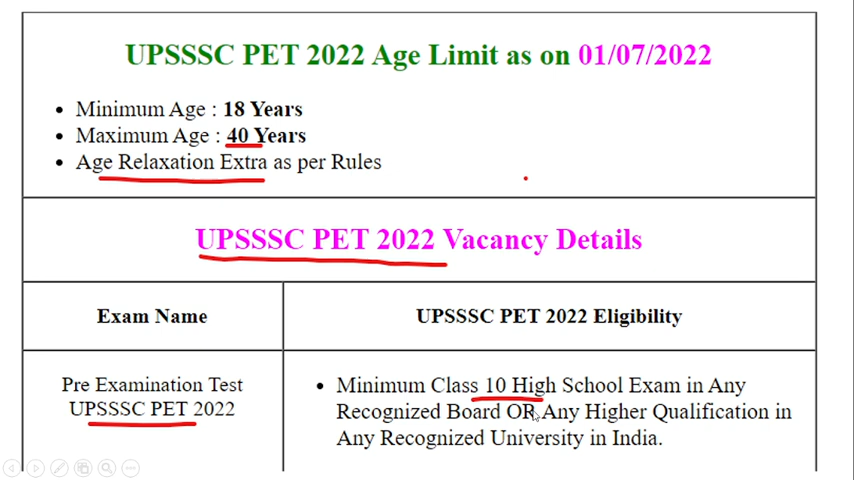 UPSSSC PET 2022 Age Limit as on 01/07/2022
Minimum Age : 18 Years
Maximum Age : 40 Years
Age Relaxation Extra as per Rules
UPSSSC PET 2022 Vacancy Details
Exam Name
UPSSSC PET 2022 Eligibility
Pre Examination Test
UPSSSC PET 2022
Minimum Class 10 High School Exam in Any
Recognized Board OR Any Higher Qualification in
Any Recognized University in India.